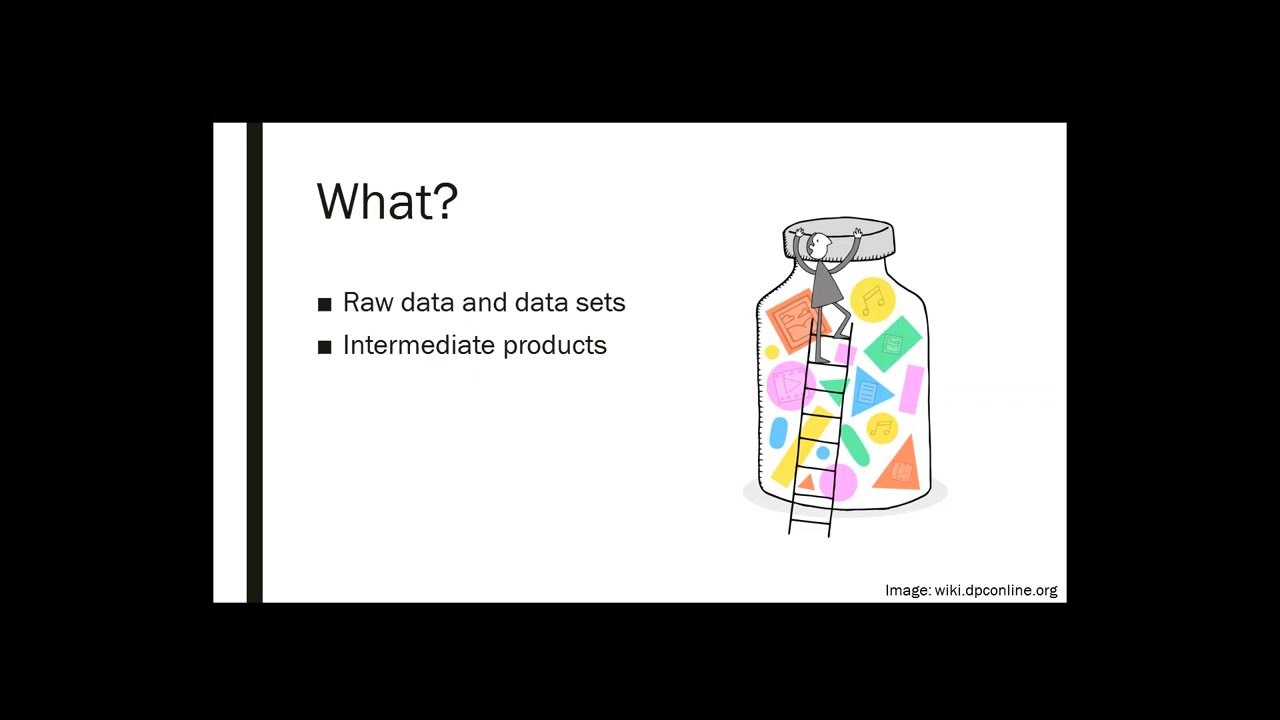 What?
■ Raw data and data sets
■ Intermediate products
Image: wiki.dpconline.org